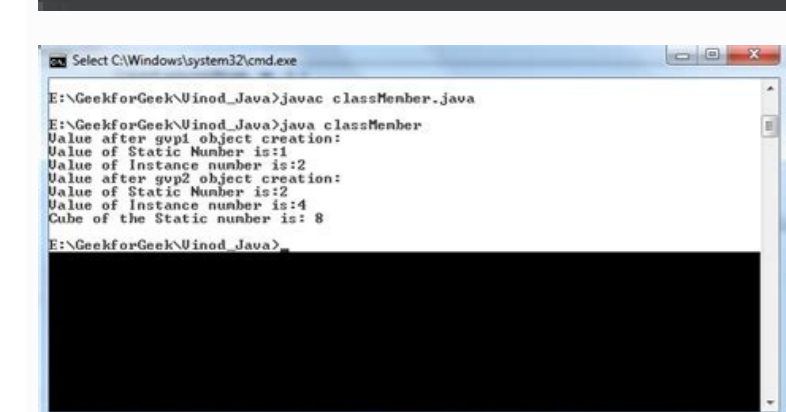 Select C:\Windows\system32\cmd.exe
E:\GeekforGeek\Vinod_Java>javac classMember.java
E:\GeekforGeek\Vinod_Java>java classMember
Value after gvp1 object creation:
Value of Static Number is:1
Value of Instance number is:2
Value after gvp2 object creation:
Value of Static Number is:2
Value of Instance number is:4
Cube of the Static number is: 8
E:\GeekforGeek\Vinod_Java>_